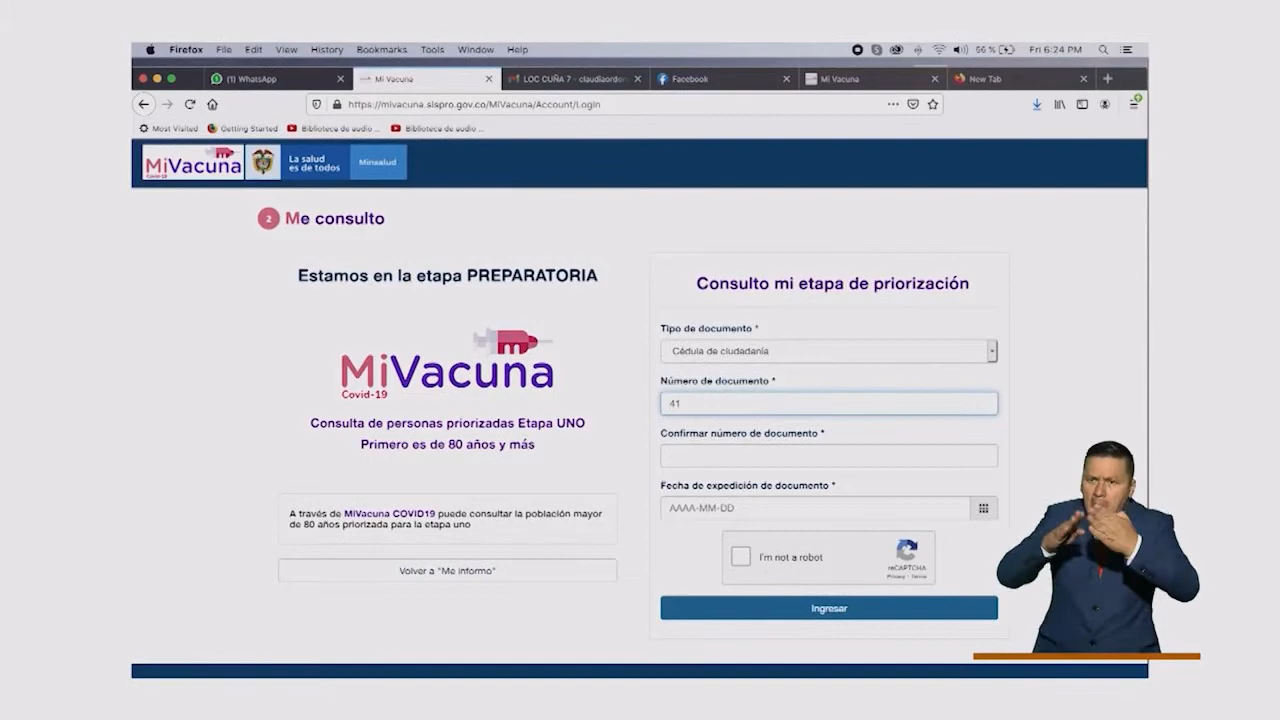 Firefox File Edit View History Bookmarks Tools Window Help
56 % Fri 6:24 PM
(1) WhatsApp
Mi Vacuna
LOC CUÑA 7 - claudiaordon
Facebook
Mi Vacuna
New Tab
https://mivacuna.sispro.gov.co/MiVacuna/Account/Login
Most Visited
Getting Started
Biblioteca de audio ...
Biblioteca de audio ...
MiVacuna
Covid-19
La salud
es de todos
Minsalud
2 Me consulto
Estamos en la etapa PREPARATORIA
MiVacuna
Covid-19
Consulta de personas priorizadas Etapa UNO
Primero es de 80 años y más
A través de MiVacuna COVID19 puede consultar la población mayor
de 80 años priorizada para la etapa uno
Volver a "Me informo"
Consulto mi etapa de priorización
Tipo de documento *
Cédula de ciudadanía
Número de documento *
41
Confirmar número de documento *
Fecha de expedición de documento *
AAAA-MM-DD
I'm not a robot
reCAPTCHA
Privacy - Terms
Ingresar